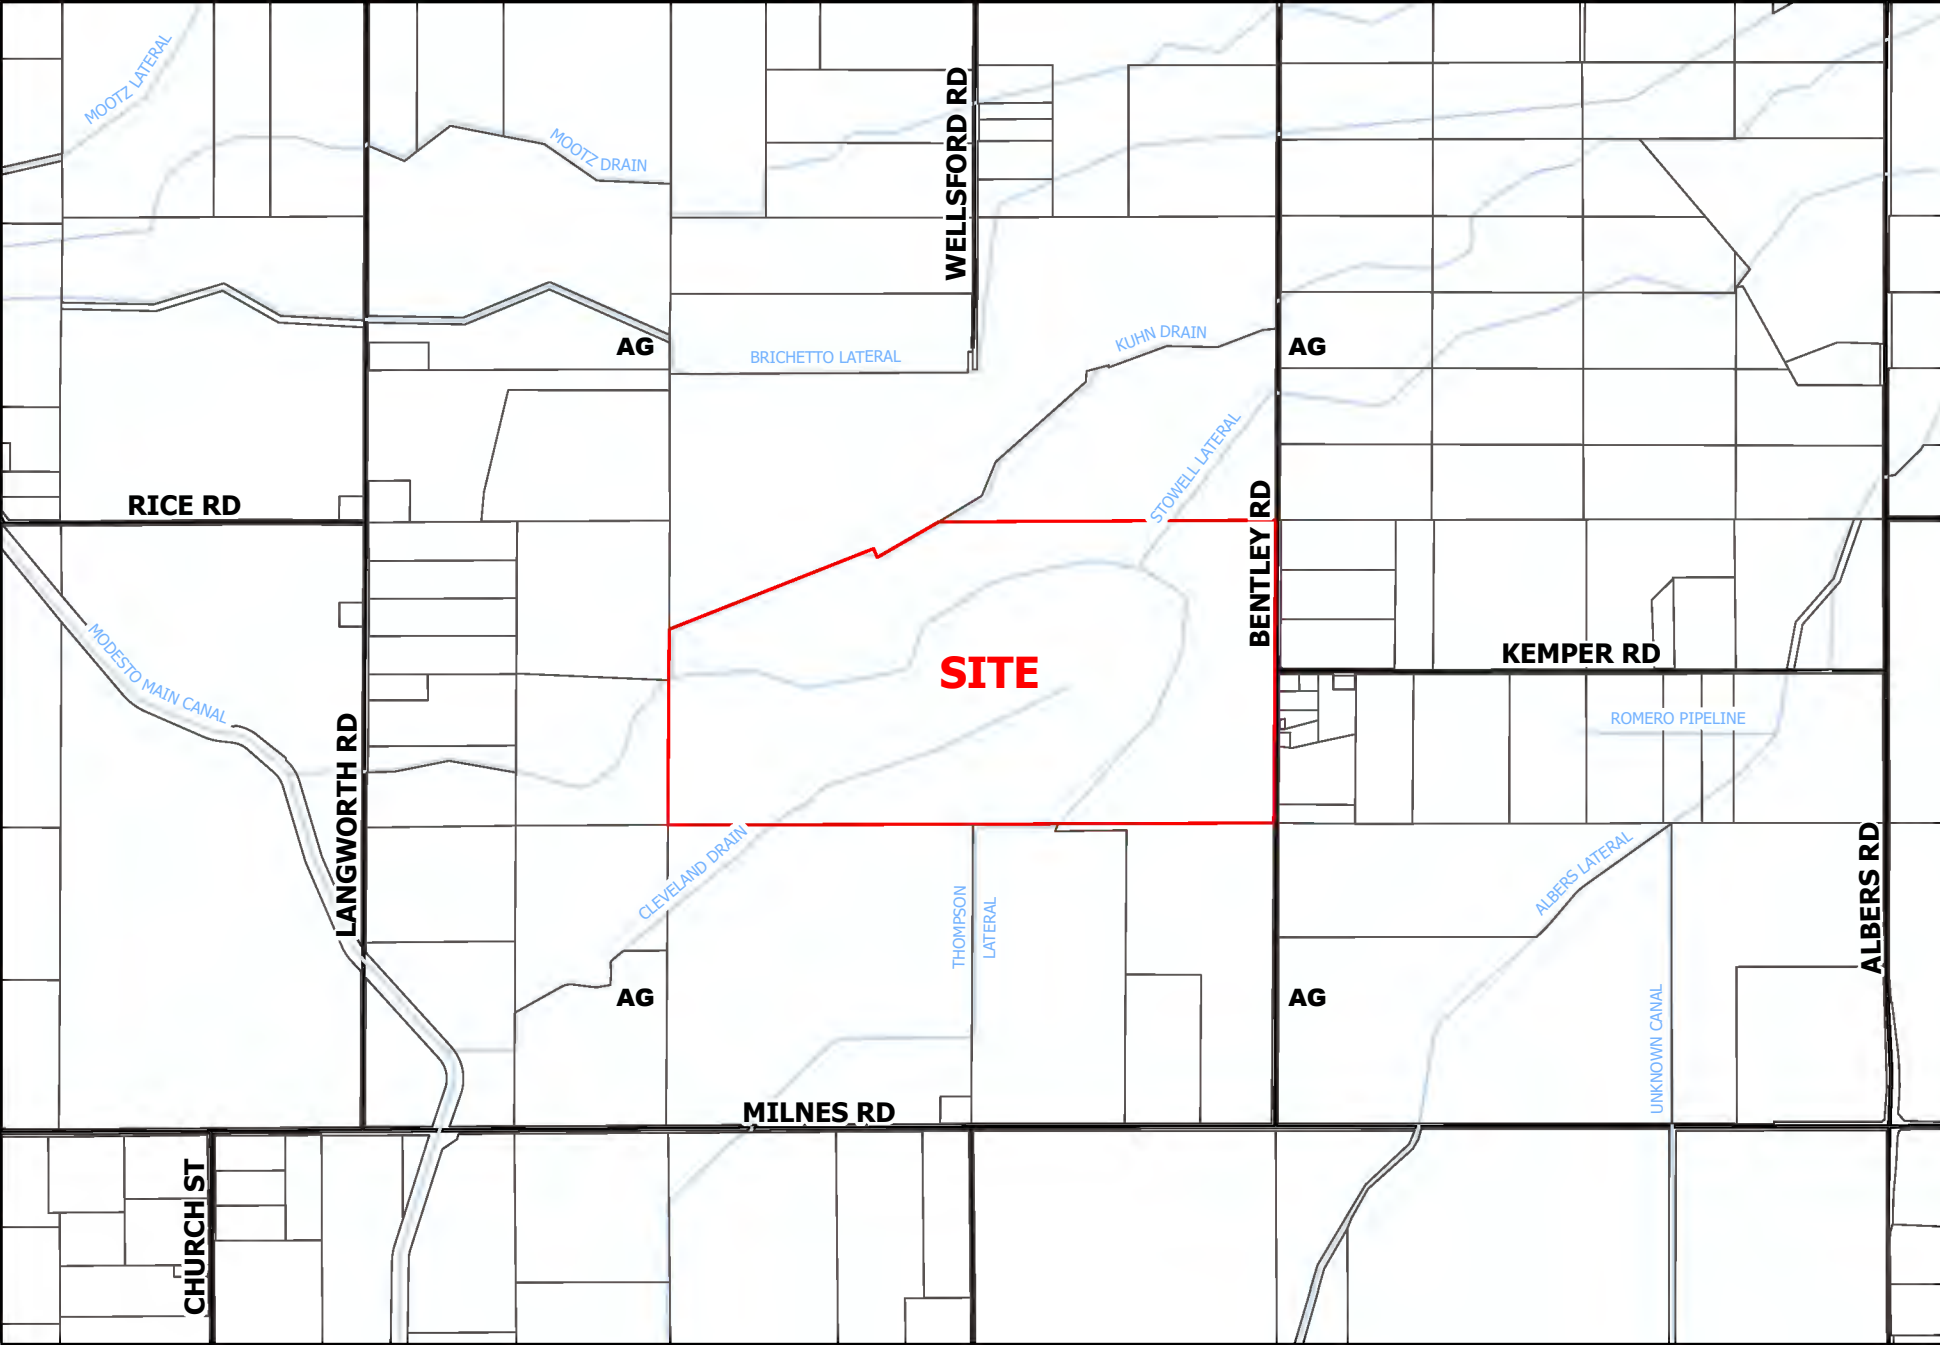 MOOTZ LATERAL
MOOTZ DRAIN
WELLSFORD RD
KUHN DRAIN
AG
BRICHETTO LATERAL
AG
STOWELL LATERAL
RICE RD
BENTLEY RD
MODESTO MAIN CANAL
SITE
KEMPER RD
ROMERO PIPELINE
LANGWORTH RD
CLEVELAND DRAIN
THOMPSON
LATERAL
ALBERS LATERAL
ALBERS RD
AG
AG
UNKNOWN CANAL
MILNES RD
CHURCH ST